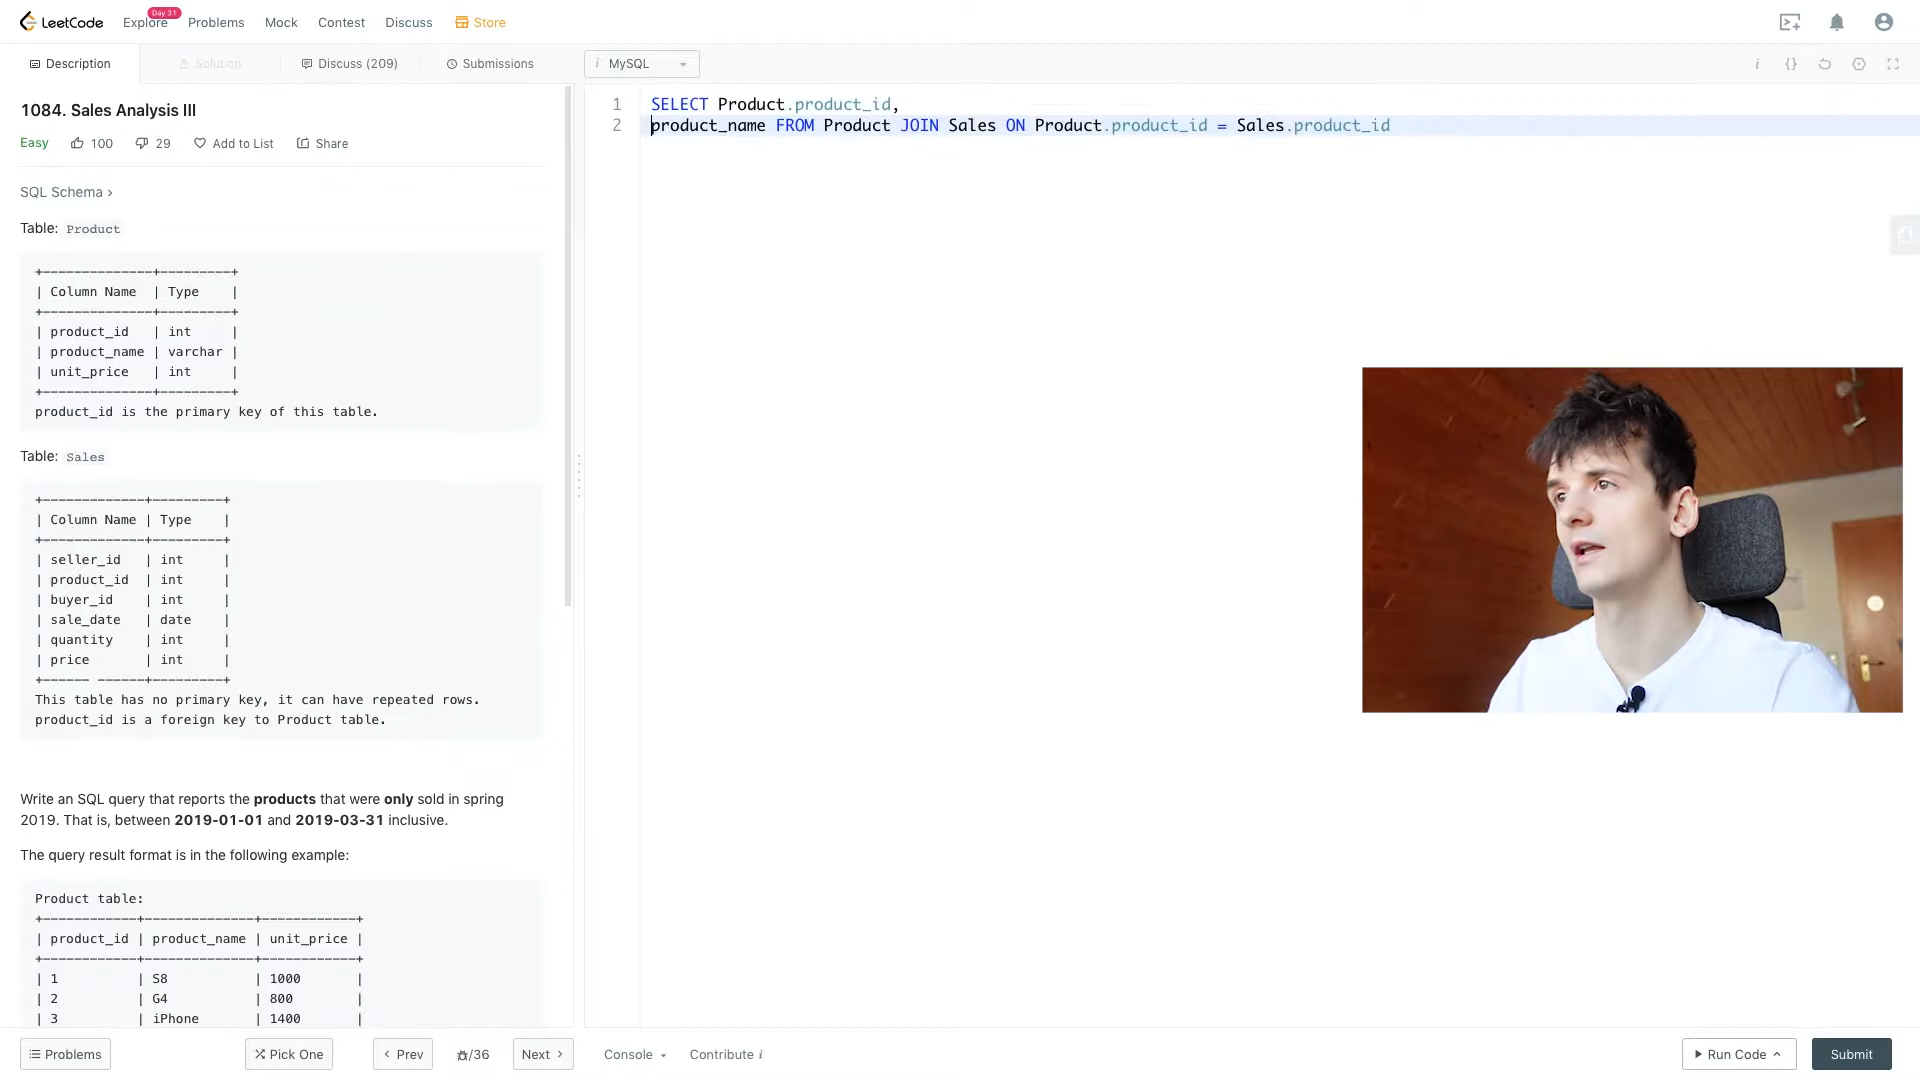 LeetCode
Explore
Day 31
Problems
Mock
Contest
Discuss
Store
Description
Solution
Discuss (209)
Submissions
i MySQL
i {}
1084. Sales Analysis III
Easy 100 29 Add to List Share
SQL Schema ›
Table: Product
+--------------+---------+
| Column Name  | Type    |
+--------------+---------+
| product_id   | int     |
| product_name | varchar |
| unit_price   | int     |
+--------------+---------+
product_id is the primary key of this table.
Table: Sales
+-------------+---------+
| Column Name | Type    |
+-------------+---------+
| seller_id   | int     |
| product_id  | int     |
| buyer_id    | int     |
| sale_date   | date    |
| quantity    | int     |
| price       | int     |
+------ ------+---------+
This table has no primary key, it can have repeated rows.
product_id is a foreign key to Product table.
Write an SQL query that reports the products that were only sold in spring
2019. That is, between 2019-01-01 and 2019-03-31 inclusive.
The query result format is in the following example:
Product table:
+------------+--------------+------------+
| product_id | product_name | unit_price |
+------------+--------------+------------+
| 1          | S8           | 1000       |
| 2          | G4           | 800        |
| 3          | iPhone       | 1400       |
1 SELECT Product.product_id,
2 product_name FROM Product JOIN Sales ON Product.product_id = Sales.product_id
Problems
Pick One
‹ Prev
/36
Next ›
Console
Contribute i
Run Code
Submit